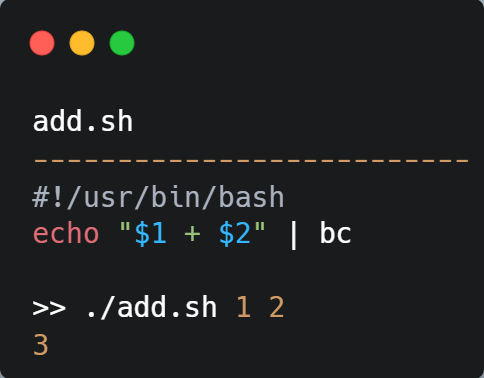 add.sh
--------------------------
#!/usr/bin/bash
echo "$1 + $2" | bc
>> ./add.sh 1 2
3